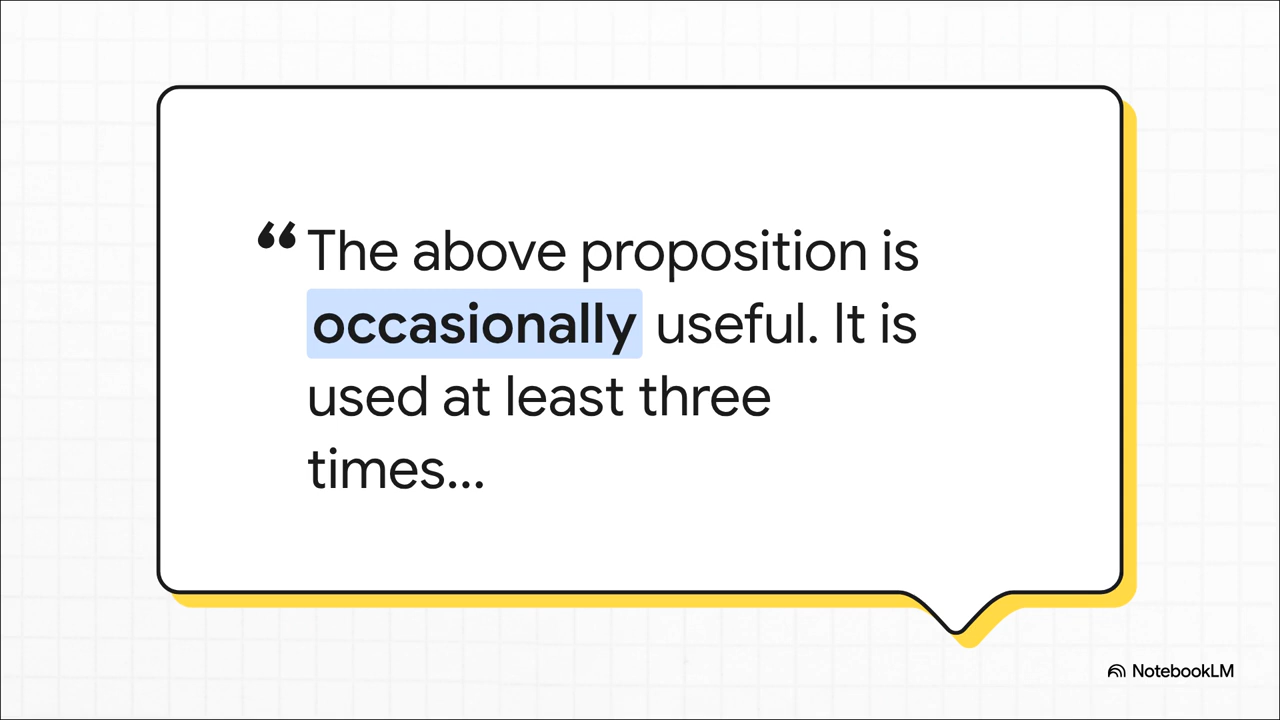 “The above proposition is
occasionally useful. It is
used at least three
times...
NotebookLM